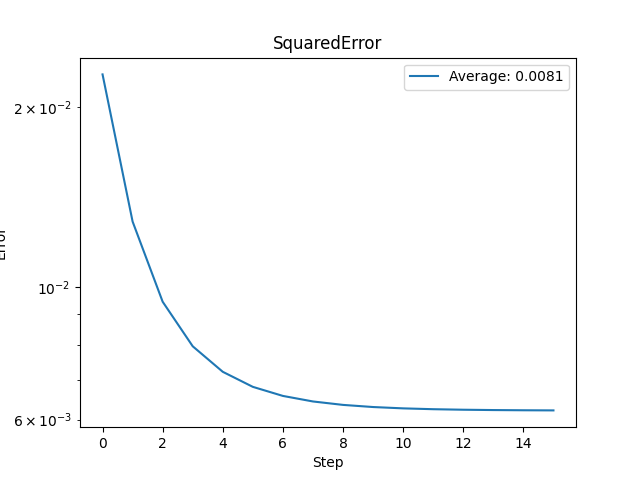 SquaredError
Average: 0.0081
2 × 10⁻²
10⁻²
6 × 10⁻³
Error
0 2 4 6 8 10 12 14
Step